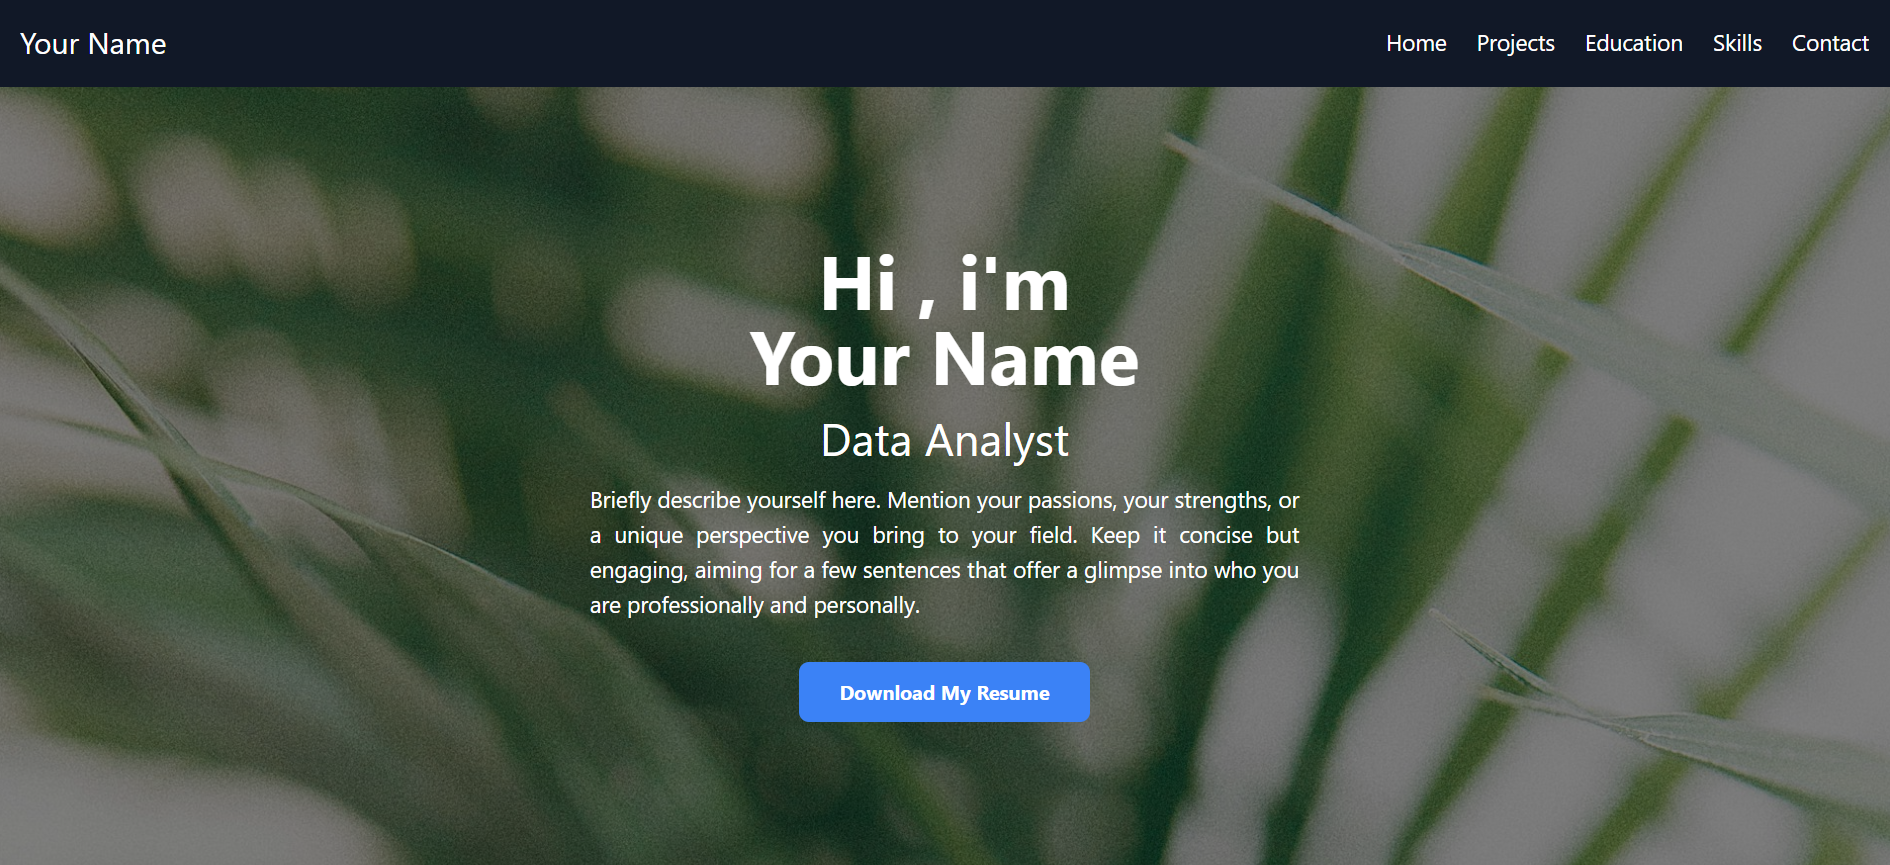 Your Name
Home Projects Education Skills Contact
Hi , i'm
Your Name
Data Analyst
Briefly describe yourself here. Mention your passions, your strengths, or
a unique perspective you bring to your field. Keep it concise but
engaging, aiming for a few sentences that offer a glimpse into who you
are professionally and personally.
Download My Resume